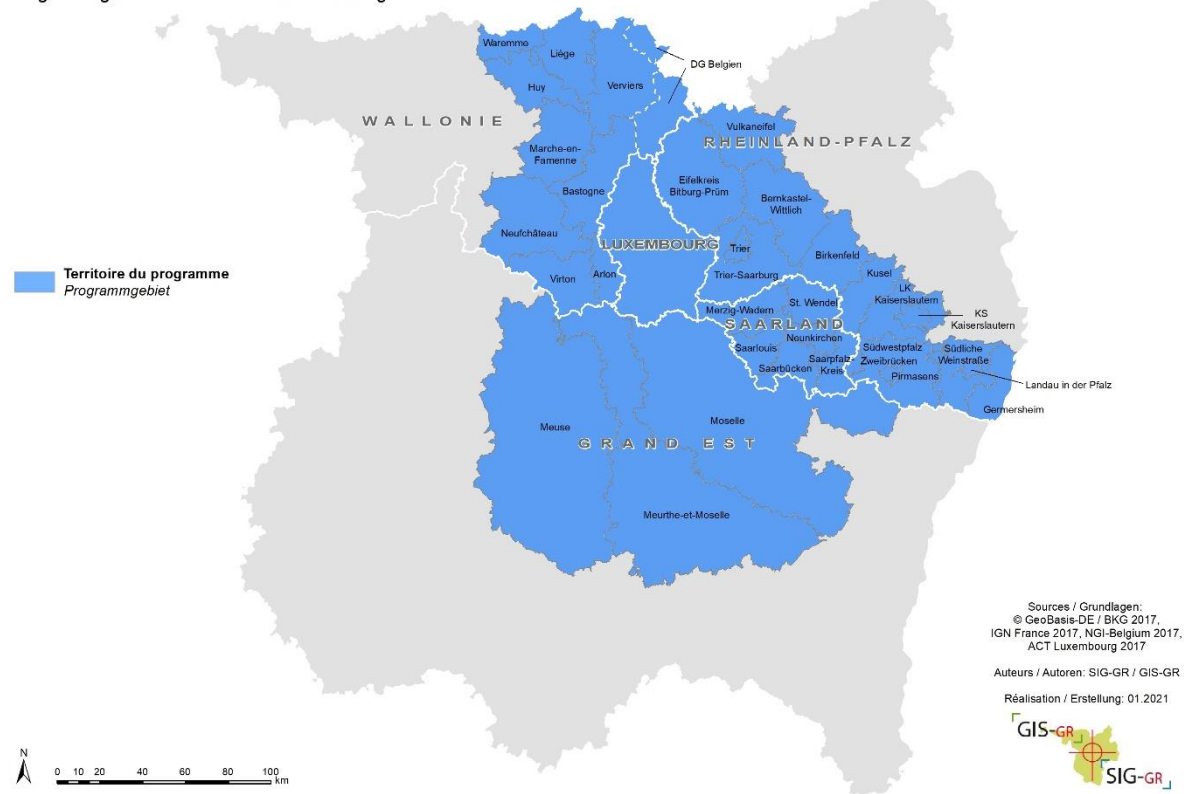 Waremme
Liège
DG Belgien
Huy
Verviers
WALLONIE
Vulkaneifel
RHEINLAND-PFALZ
Marche-en-
Famenne
Eifelkreis
Bitburg-Prüm
Bastogne
Bernkastel-
Wittlich
Neufchâteau
LUXEMBOURG
Trier
Birkenfeld
Territoire du programme
Programmgebiet
Virton
Arlon
Trier-Saarburg
Kusel
LK
Kaiserslautern
Merzig-Wadern
St. Wendel
KS
Kaiserslautern
SAARLAND
Neunkirchen
Saarlouis
Saarpfalz
Kreis
Saarbücken
Südwestpfalz
Zweibrücken
Südliche
Weinstraße
Pirmasens
Landau in der Pfalz
Germersheim
Moselle
Meuse
GRAND EST
Meurthe-et-Moselle
Sources / Grundlagen:
© GeoBasis-DE / BKG 2017,
IGN France 2017, NGI-Belgium 2017,
ACT Luxembourg 2017
Auteurs / Autoren: SIG-GR / GIS-GR
Réalisation / Erstellung: 01.2021
GIS-GR
SIG-GR
N
0 10 20 40 60 80 100
km